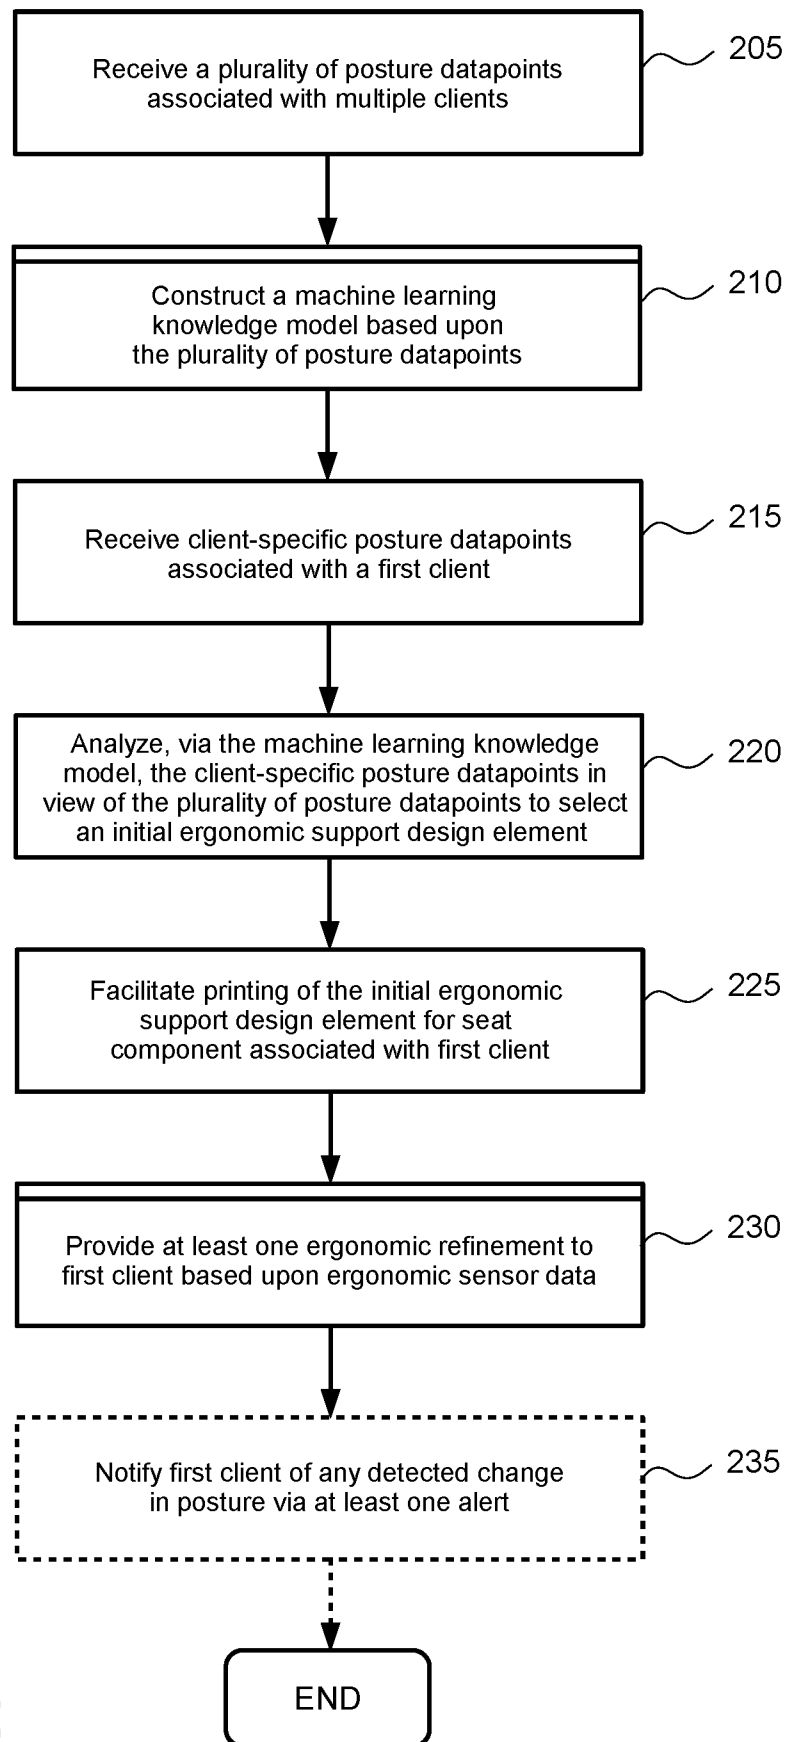 Receive a plurality of posture datapoints
associated with multiple clients
205
Construct a machine learning
knowledge model based upon
the plurality of posture datapoints
210
Receive client-specific posture datapoints
associated with a first client
215
Analyze, via the machine learning knowledge
model, the client-specific posture datapoints in
view of the plurality of posture datapoints to select
an initial ergonomic support design element
220
Facilitate printing of the initial ergonomic
support design element for seat
component associated with first client
225
Provide at least one ergonomic refinement to
first client based upon ergonomic sensor data
230
Notify first client of any detected change
in posture via at least one alert
235
END